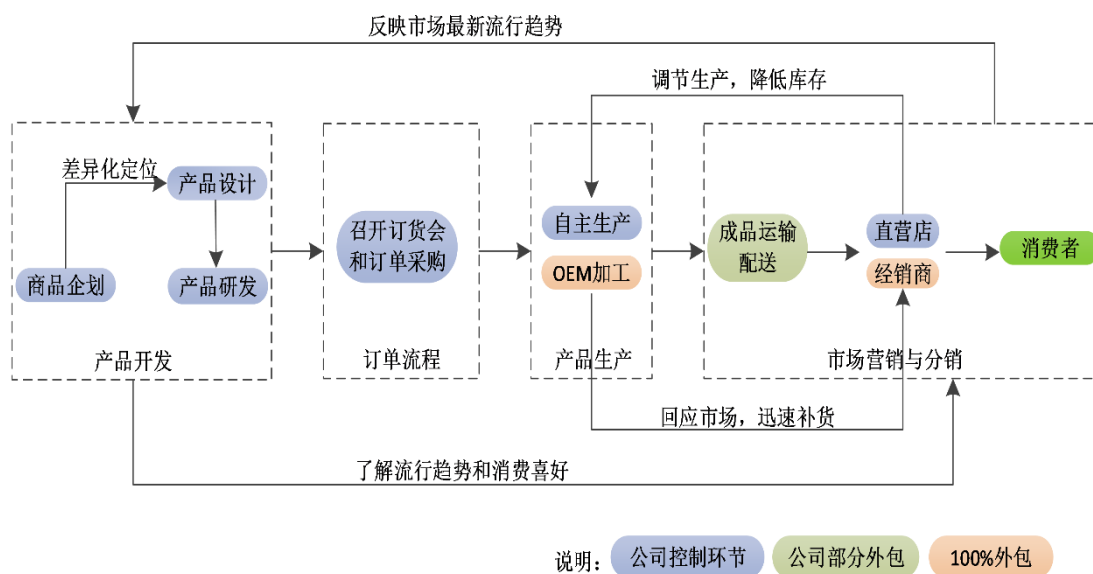 反映市场最新流行趋势
调节生产，降低库存
差异化定位
产品设计
商品企划
产品研发
产品开发
召开订货会
和订单采购
订单流程
自主生产
OEM加工
产品生产
成品运输
配送
直营店
经销商
消费者
市场营销与分销
回应市场，迅速补货
了解流行趋势和消费喜好
说明：
公司控制环节
公司部分外包
100%外包